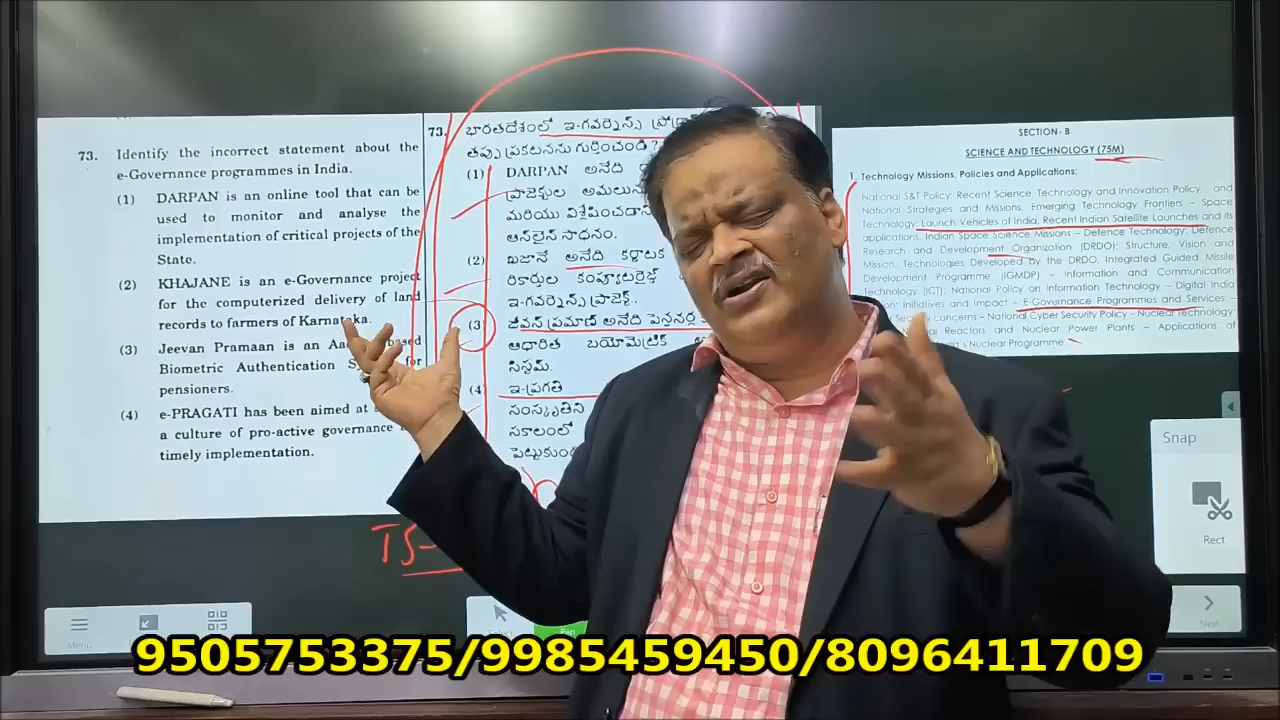 73. Identify the incorrect statement about the
e-Governance programmes in India.
(1) DARPAN is an online tool that can be
used to monitor and analyse the
implementation of critical projects of the
State.
(2) KHAJANE is an e-Governance project
for the computerized delivery of land
records to farmers of Karnataka.
(3) Jeevan Pramaan is an
Biometric Authentication for
pensioners.
(4) e-PRAGATI has been aimed at
a culture of pro-active governance
timely implementation.
73. భారతదేశంలో ఇ-గవర్నెన్స్
తప్పు ప్రకటనను గుర్తించండి ?
(1) DARPAN అనేది
ప్రాజెక్టుల అమలును
మరియు విశ్లేషించడా
ఆన్‌లైన్ సాధనం.
(2) ఖజానే అనేది కర్ణాటక
రికార్డుల కంప్యూటరైజ్డ్
ఇ-గవర్నెన్స్ ప్రాజెక్ట్..
(3) జీవన్ ప్రమాణ్ అనేది పెన్షనర్ల
ఆధారిత బయోమెట్రిక్
సిస్టమ్.
(4) ఇ-ప్రగతి
సంస్కృతిని
సకాలంలో
TS-
SECTION- B
SCIENCE AND TECHNOLOGY (75M)
1. Technology Missions, Policies and Applications:
National S&T Policy: Recent Science, Technology and Innovation Policy, and
National Strategies and Missions, Emerging Technology Frontiers – Space
Technology: Launch Vehicles of India, Recent Indian Satellite Launches and its
applications, Indian Space Science Missions – Defence Technology: Defence
Research and Development Organization (DRDO): Structure, Vision and
Mission, Technologies Developed by the DRDO, Integrated Guided Missile
Development Programme (IGMDP) – Information and Communication
Technology (ICT): National Policy on Information Technology – Digital India
Initiatives and Impact – E-Governance Programmes and Services –
concerns – National Cyber Security Policy – Nuclear Technology
Reactors and Nuclear Power Plants – Applications of
Nuclear Programme
Snap
Rect
Menu
Select
Pen
Next
9505753375/9985459450/8096411709